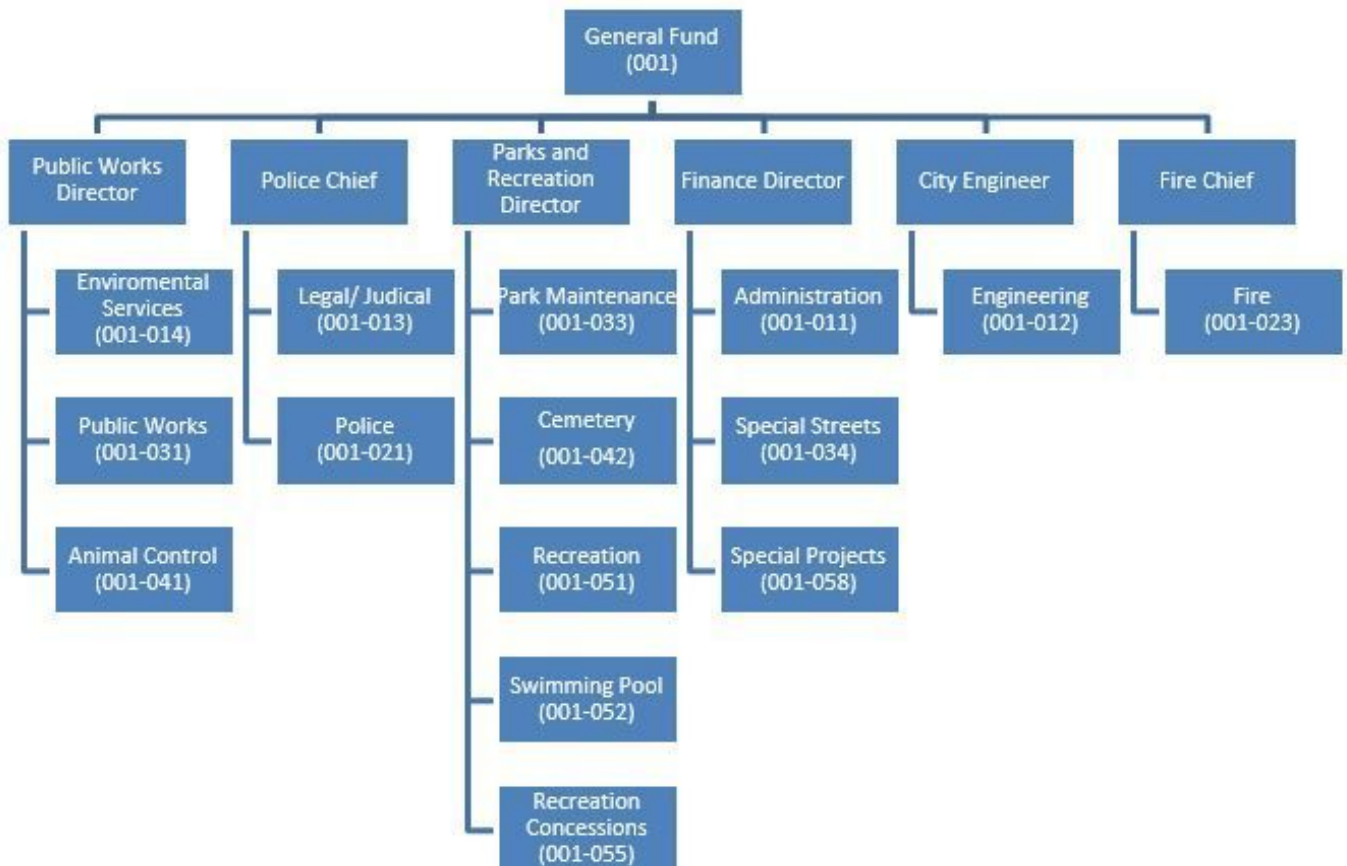 General Fund
(001)
Public Works
Director
Police Chief
Parks and
Recreation
Director
Finance Director
City Engineer
Fire Chief
Enviromental
Services
(001-014)
Public Works
(001-031)
Animal Control
(001-041)
Legal/ Judical
(001-013)
Police
(001-021)
Park Maintenance
(001-033)
Cemetery
(001-042)
Recreation
(001-051)
Swimming Pool
(001-052)
Recreation
Concessions
(001-055)
Administration
(001-011)
Special Streets
(001-034)
Special Projects
(001-058)
Engineering
(001-012)
Fire
(001-023)